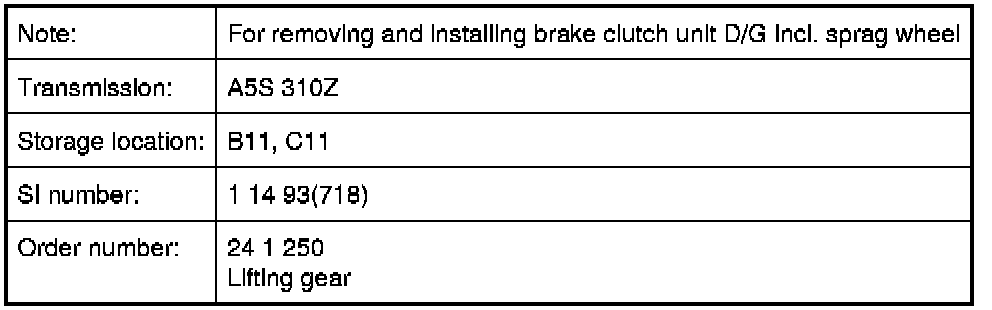 Note: For removing and installing brake clutch unit D/G incl. sprag wheel
Transmission: A5S 310Z
Storage location: B11, C11
SI number: 1 14 93(718)
Order number: 24 1 250
Lifting gear